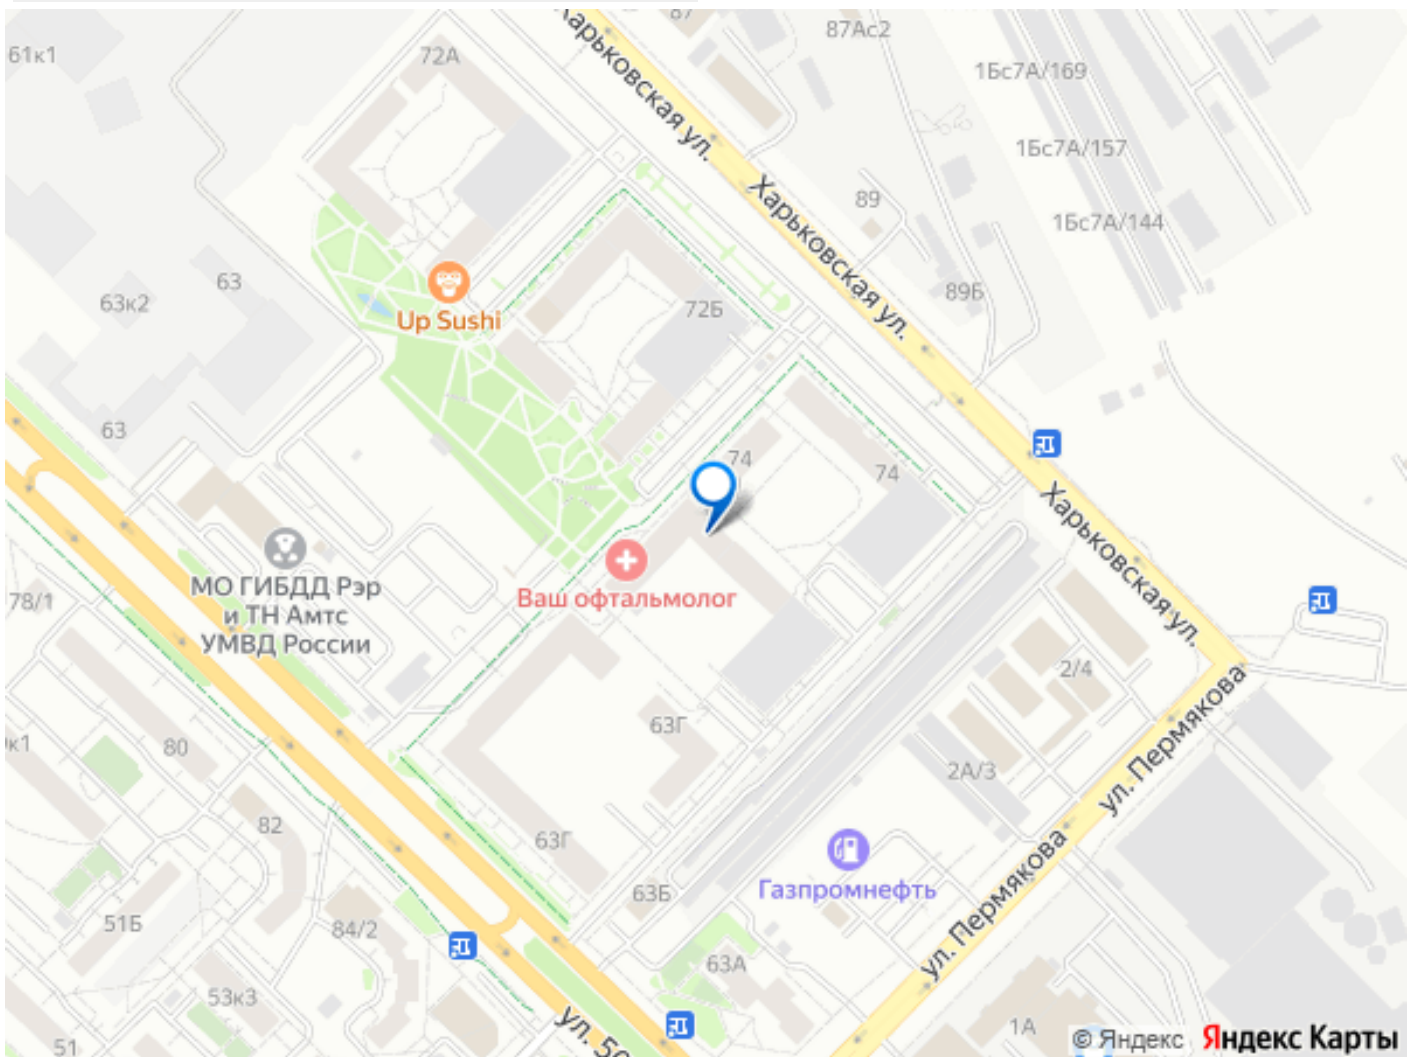 61к1
72А
87
87Ас2
1Бс7А/169
1Бс7А/157
1Бс7А/144
Харьковская ул.
Харьковская ул.
89
89Б
63
63к2
63
Up Sushi
72Б
74
74
МО ГИБДД Рэр
и ТН Амтс
УМВД России
Ваш офтальмолог
Харьковская ул.
78/1
2/4
63Г
2А/3
ул. Пермякова
80
82
63Г
Газпромнефть
63Б
51Б
84/2
ул. Пермякова
63А
53к3
51
1А
© Яндекс Яндекс Карты